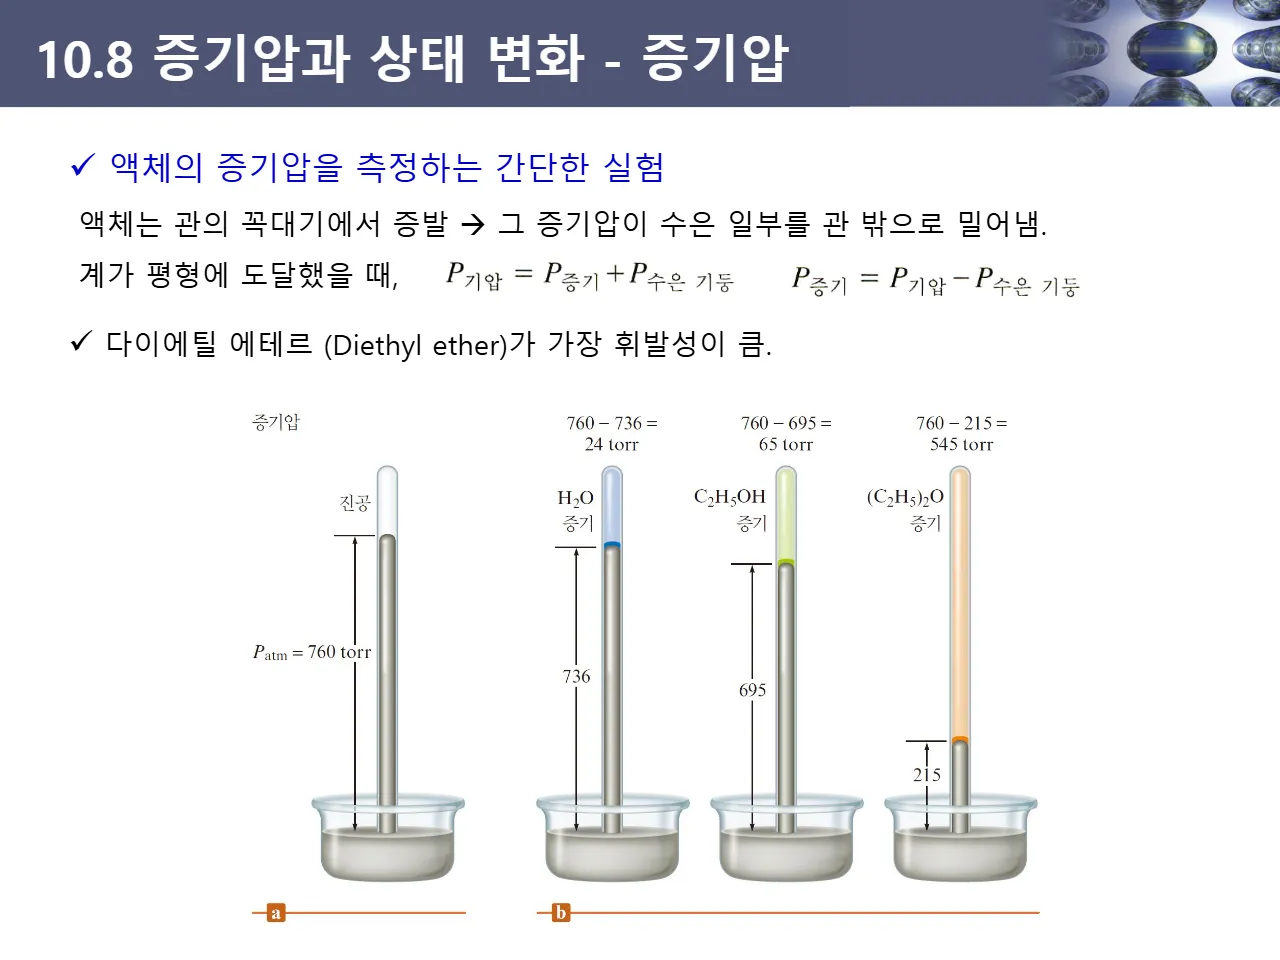 10.8 증기압과 상태 변화 - 증기압
✓ 액체의 증기압을 측정하는 간단한 실험
액체는 관의 꼭대기에서 증발 → 그 증기압이 수은 일부를 관 밖으로 밀어냄.
계가 평형에 도달했을 때, P기압 = P증기+P수은 기둥 P증기 = P기압−P수은 기둥
✓ 다이에틸 에테르 (Diethyl ether)가 가장 휘발성이 큼.
증기압
760 − 736 =
24 torr
760 − 695 =
65 torr
760 − 215 =
545 torr
진공
H₂O
증기
C₂H₅OH
증기
(C₂H₅)₂O
증기
Patm = 760 torr
736
695
215
a
b